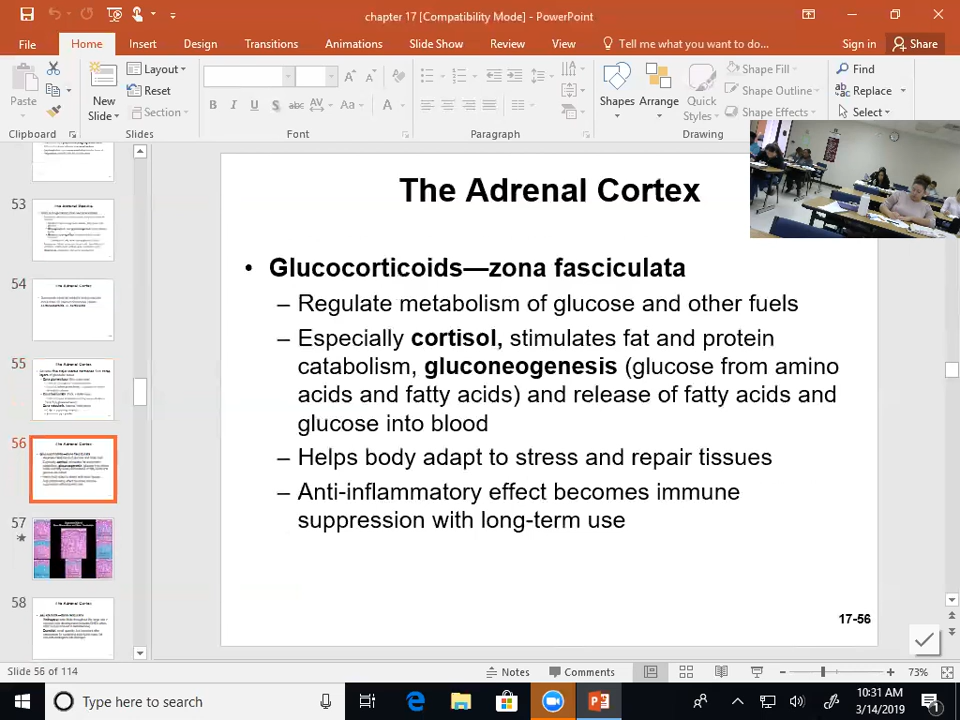 chapter 17 [Compatibility Mode] - PowerPoint
File Home Insert Design Transitions Animations Slide Show Review View Tell me what you want to do... Sign in Share
Paste
New Slide
Layout
Reset
Section
Shapes
Arrange
Quick Styles
Shape Fill
Shape Outline
Shape Effects
Find
Replace
Select
Clipboard Slides Font Paragraph Drawing
53
54
55
56
57
58
The Adrenal Cortex
• Glucocorticoids—zona fasciculata
– Regulate metabolism of glucose and other fuels
– Especially cortisol, stimulates fat and protein
catabolism, gluconeogenesis (glucose from amino
acids and fatty acids) and release of fatty acids and
glucose into blood
– Helps body adapt to stress and repair tissues
– Anti-inflammatory effect becomes immune
suppression with long-term use
17-56
Slide 56 of 114 Notes Comments 73%
Type here to search
10:31 AM
3/14/2019